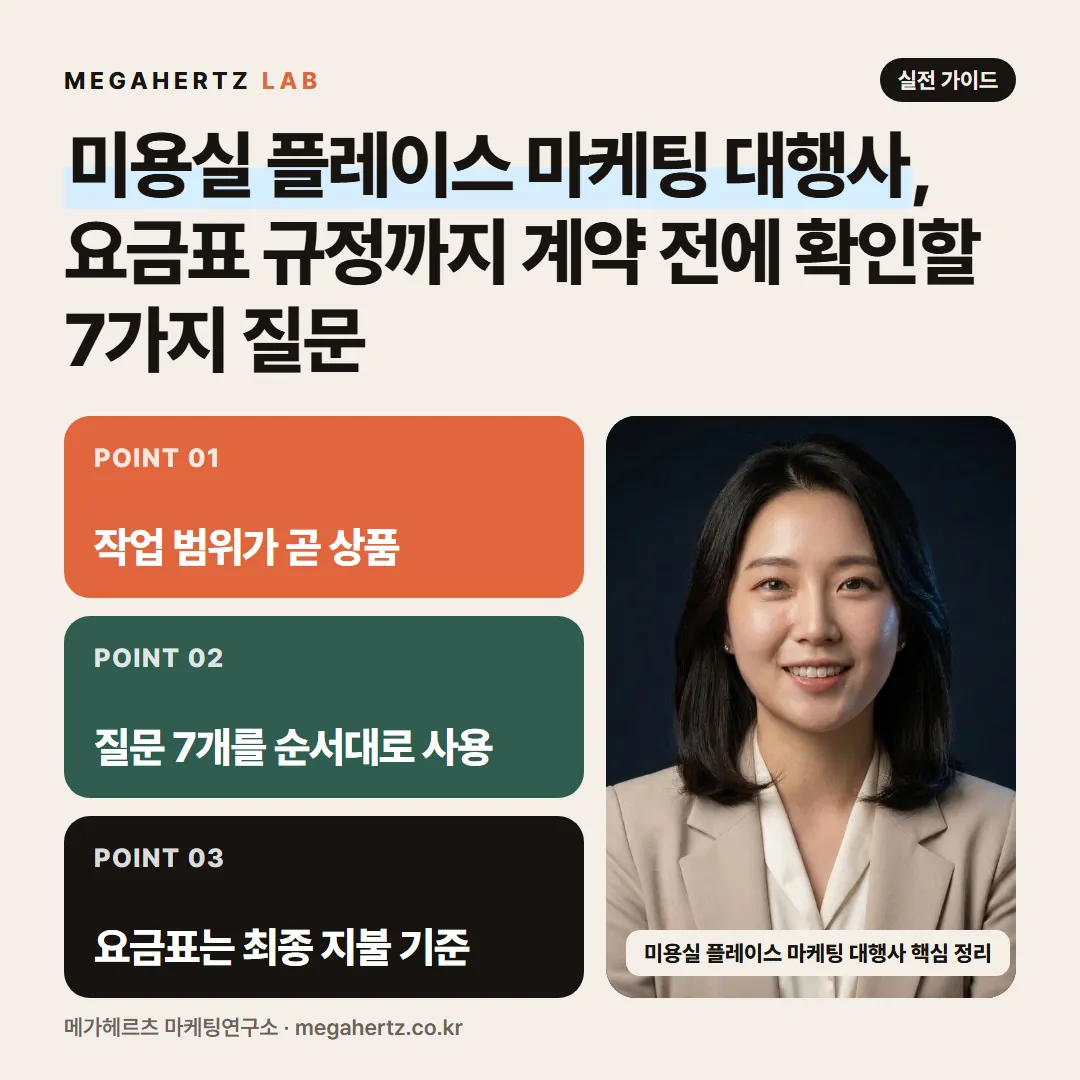 MEGAHERTZ LAB
실전 가이드
미용실 플레이스 마케팅 대행사,
요금표 규정까지 계약 전에 확인할
7가지 질문
POINT 01
작업 범위가 곧 상품
POINT 02
질문 7개를 순서대로 사용
POINT 03
요금표는 최종 지불 기준
미용실 플레이스 마케팅 대행사 핵심 정리
메가헤르츠 마케팅연구소 · megahertz.co.kr